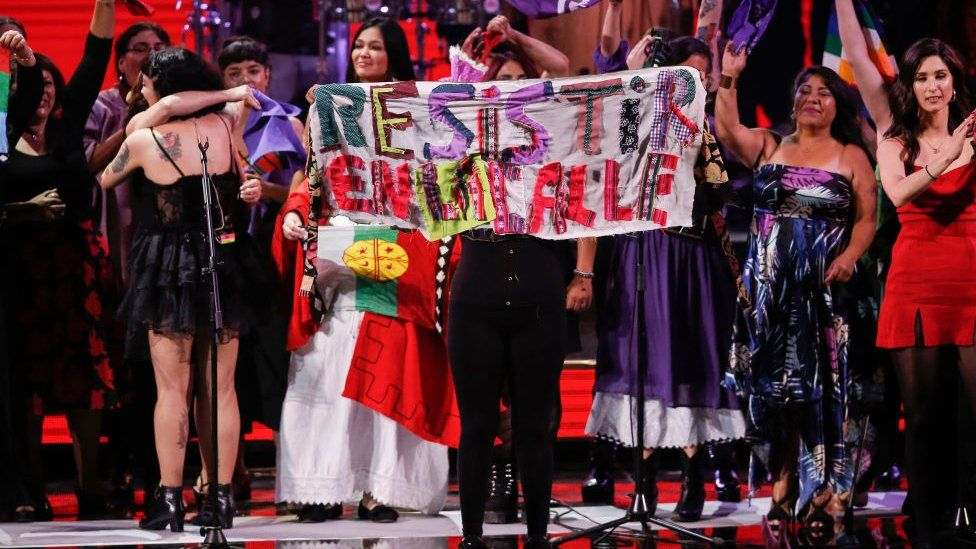 RESISTIR
EN LA CALLE